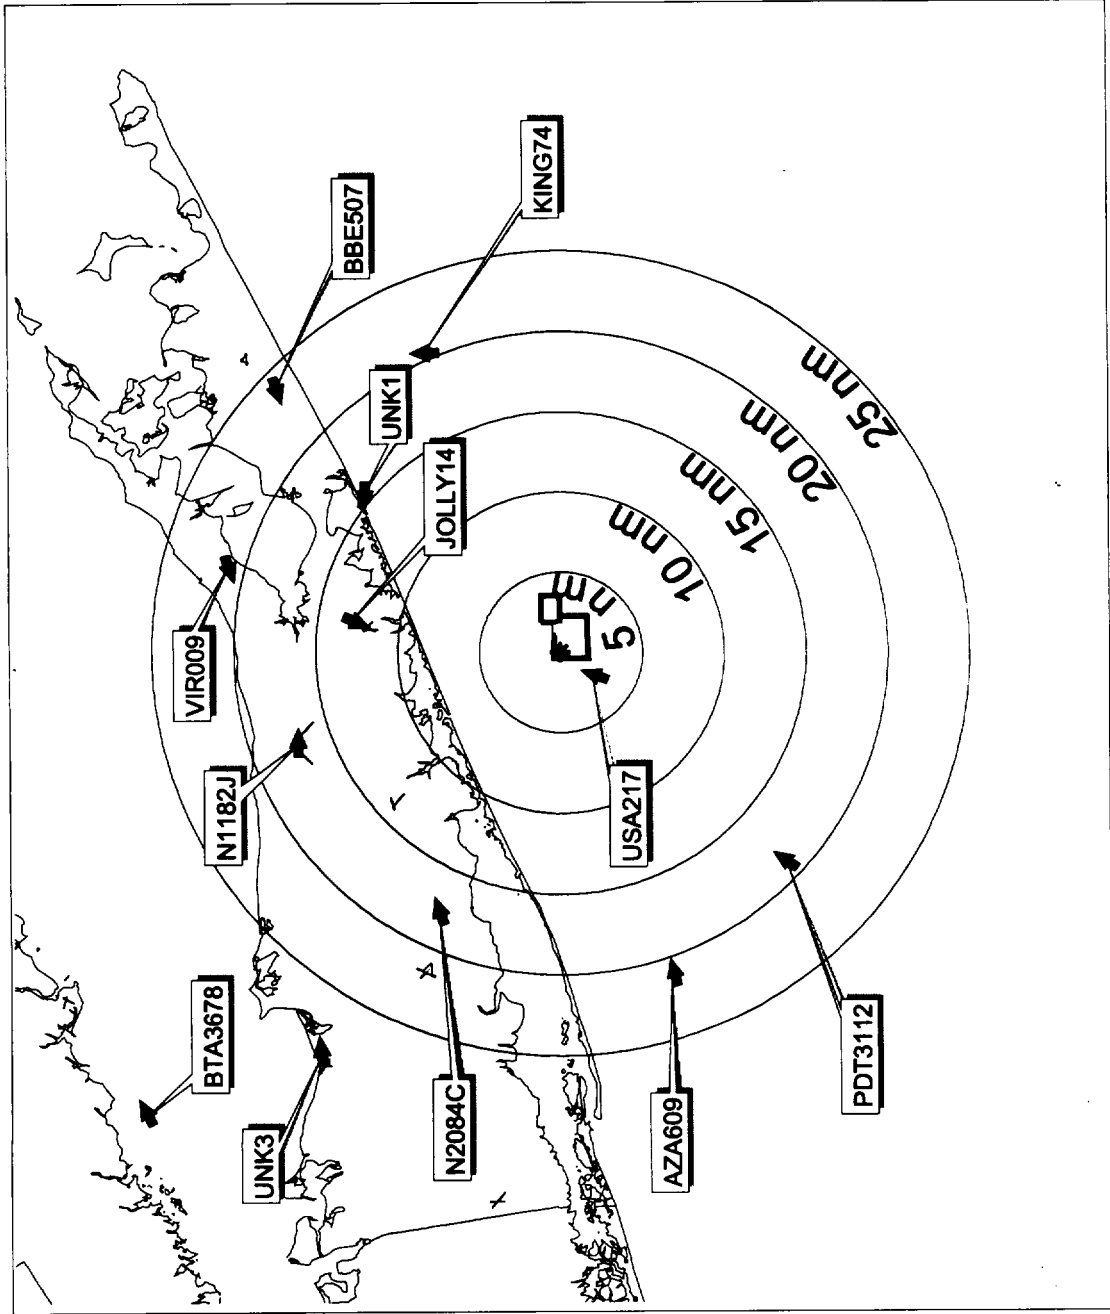 BBE507
KING74
UNK1
JOLLY14
VIR009
N1182J
USA217
BTA3678
UNK3
N2084C
AZA609
PDT3112
5 nm
10 nm
15 nm
20 nm
25 nm